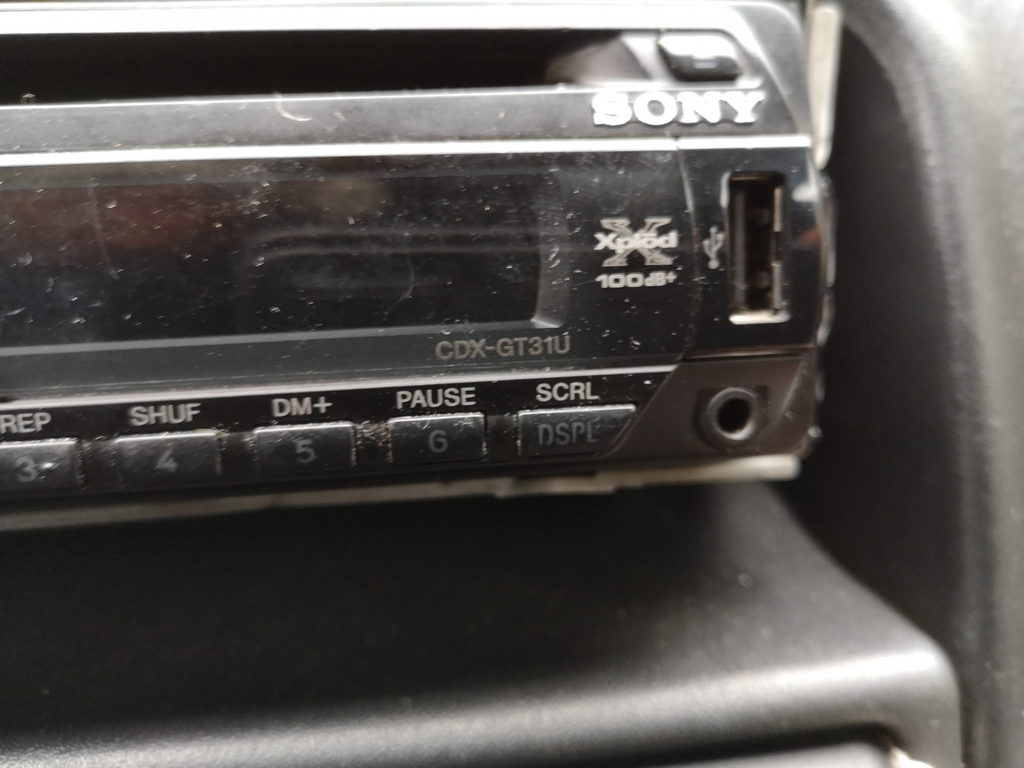 SONY
Xplod
100dB+
CDX-GT31U
REP
SHUF
DM+
PAUSE
SCRL
3
4
5
6
DSPL